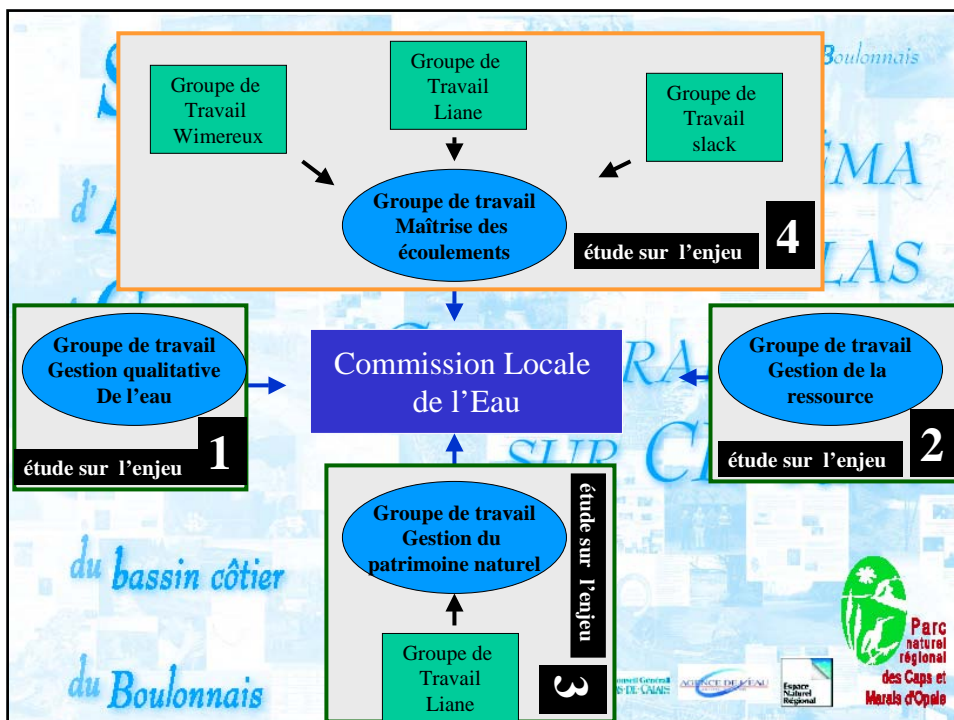 Boulonnais
Groupe de
Travail
Wimereux
Groupe de
Travail
Liane
Groupe de
Travail
slack
Groupe de travail
Maîtrise des
écoulements
étude sur l’enjeu
4
Groupe de travail
Gestion qualitative
De l’eau
étude sur l’enjeu
1
Commission Locale
de l’Eau
Groupe de travail
Gestion de la
ressource
étude sur l’enjeu
2
SUR
Groupe de travail
Gestion du
patrimoine naturel
étude sur l’enjeu
3
Groupe de
Travail
Liane
du bassin côtier
du Boulonnais
AGENCE DE L'EAU
Espace
Naturel
Régional
Parc
naturel
régional
des Caps et
Marais d'Opale